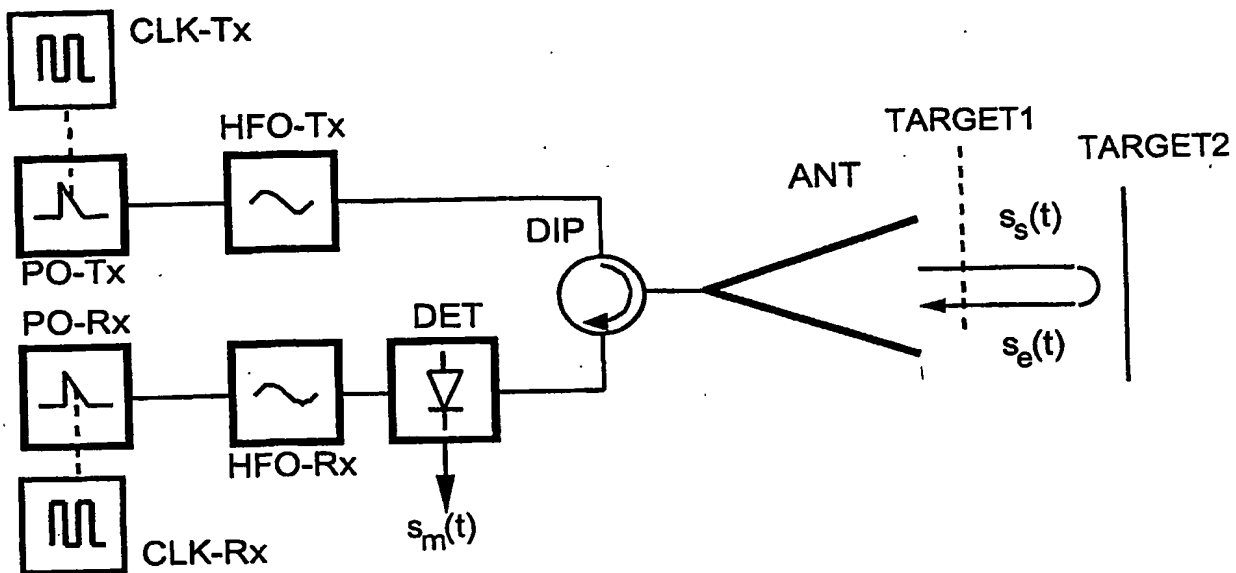 CLK-Tx
HFO-Tx
TARGET1
TARGET2
ANT
s_s(t)
DIP
PO-Tx
PO-Rx
DET
s_e(t)
HFO-Rx
s_m(t)
CLK-Rx